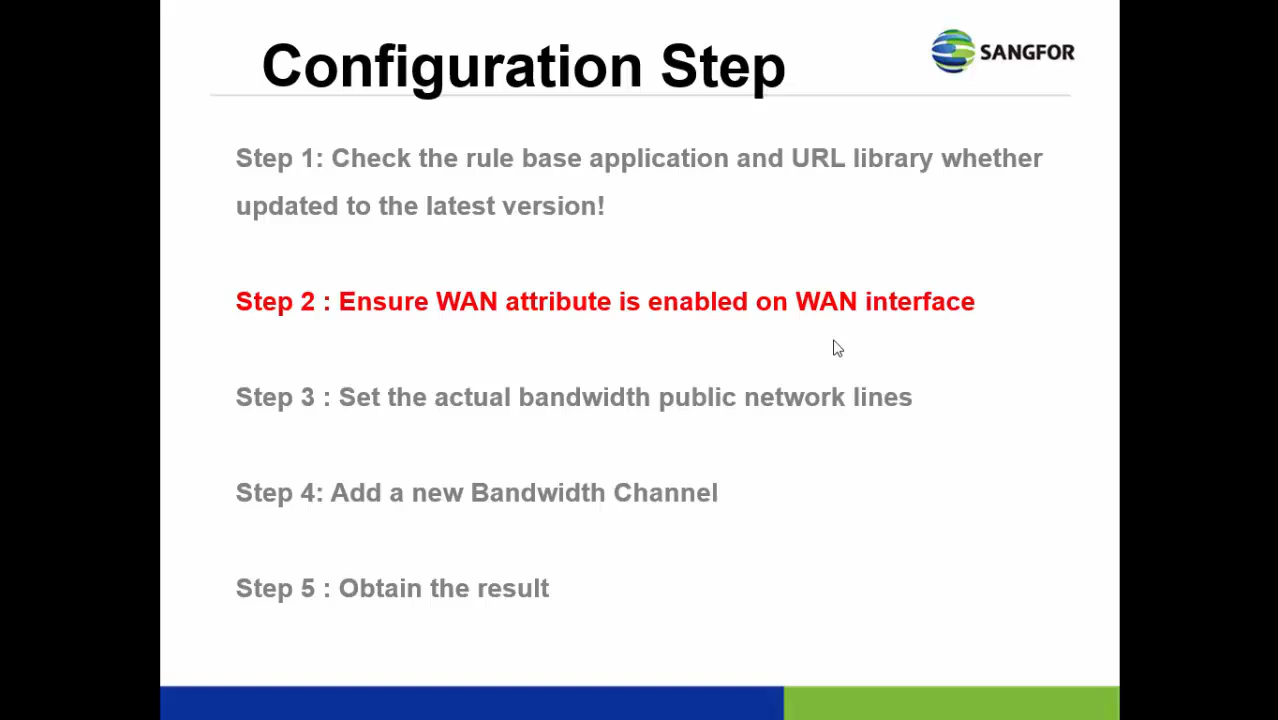 Configuration Step
SANGFOR
Step 1: Check the rule base application and URL library whether
updated to the latest version!
Step 2 : Ensure WAN attribute is enabled on WAN interface
Step 3 : Set the actual bandwidth public network lines
Step 4: Add a new Bandwidth Channel
Step 5 : Obtain the result